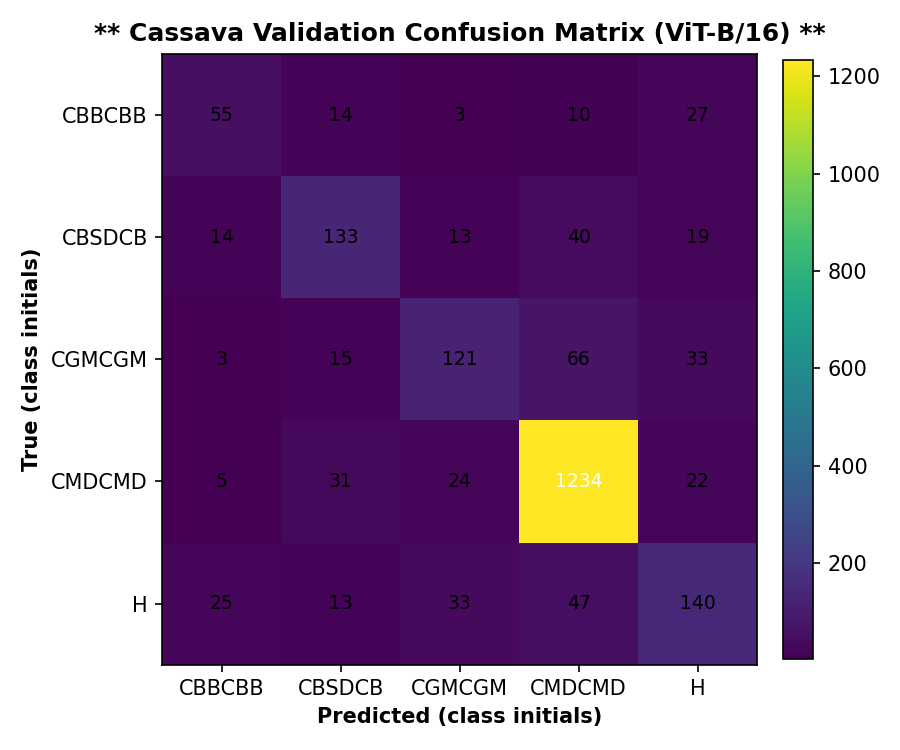 ** Cassava Validation Confusion Matrix (ViT-B/16) **
1200
CBBCBB 55 14 3 10 27
1000
CBSDCB 14 133 13 40 19
800
True (class initials)
CGMCGM 3 15 121 66 33
600
400
CMDCMD 5 31 24 1234 22
200
H 25 13 33 47 140
CBBCBB CBSDCB CGMCGM CMDCMD H
Predicted (class initials)